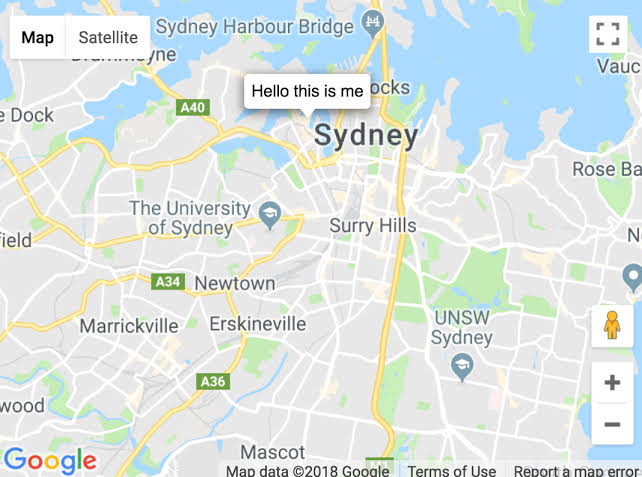 Sydney Harbour Bridge
Map
Satellite
Drummoyne
Vauc
Hello this is me
ocks
A40
e Dock
Sydney
Rose Ba
The University
of Sydney
Surry Hills
N
field
A34
Newtown
Marrickville
Erskineville
UNSW
Sydney
A36
wood
Mascot
M1
Google
Map data ©2018 Google
Terms of Use
Report a map error